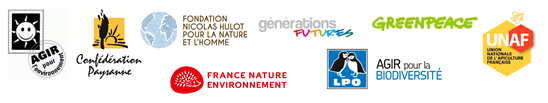 AGIR
pour
l'environnement
Confédération
Paysanne
FONDATION
NICOLAS HULOT
POUR LA NATURE
ET L'HOMME
générations
FUTURES
GREENPEACE
UNAF
UNION
NATIONALE
DE L'APICULTURE
FRANÇAISE
FRANCE NATURE
ENVIRONNEMENT
LPO
AGIR pour la
BIODIVERSITÉ